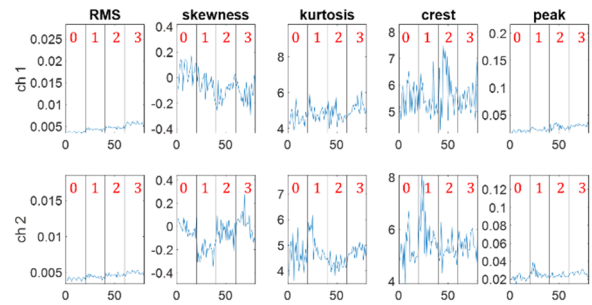 RMS skewness kurtosis crest peak
ch 1
0 1 2 3 0 1 2 3 0 1 2 3 0 1 2 3 0 1 2 3
0.025 0.4 8 8 0.2
0.02 0.2 7 0.15
0.015 0 6 6 0.1
0.01 -0.2 5 0.05
0.005 -0.4 4 4
0 50 0 50 0 50 0 50 0 50
ch 2
0 1 2 3 0 1 2 3 0 1 2 3 0 1 2 3 0 1 2 3
0.015 0.4 7 8 0.12
0.2 6 0.1
0.01 0 5 6 0.08
-0.2 0.06
0.005 -0.4 4 0.04
4 0.02
0 50 0 50 0 50 0 50 0 50